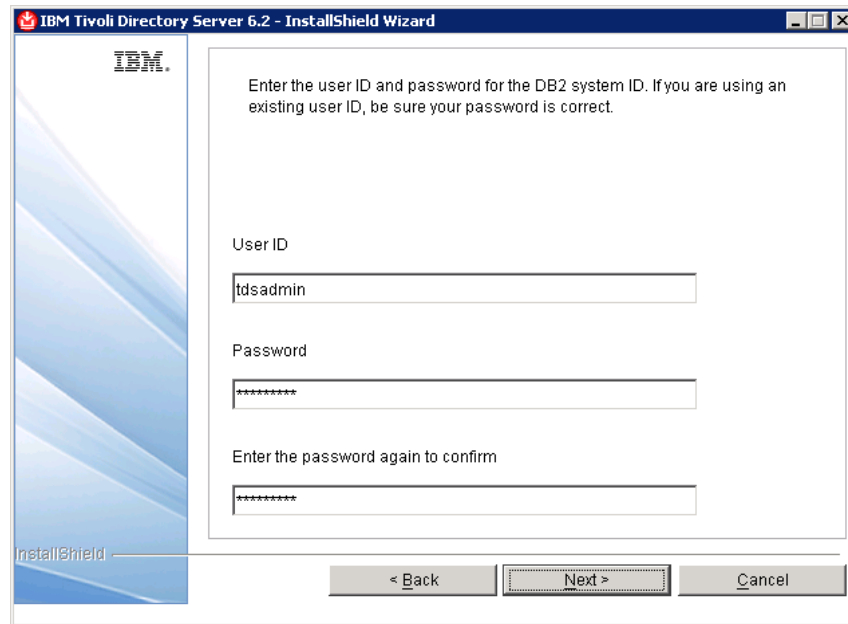 IBM Tivoli Directory Server 6.2 - InstallShield Wizard
IBM.
Enter the user ID and password for the DB2 system ID. If you are using an
existing user ID, be sure your password is correct.
User ID
tdsadmin
Password
*********
Enter the password again to confirm
*********
InstallShield
< Back
Next >
Cancel